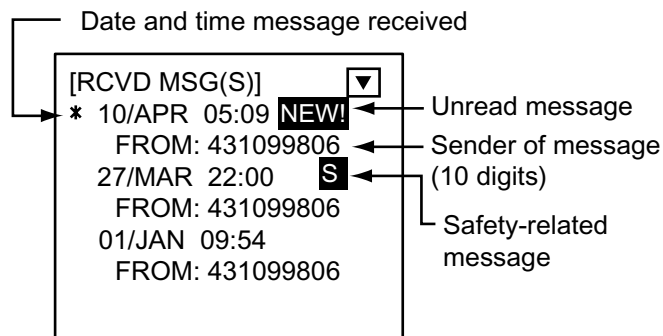 Date and time message received
[RCVD MSG(S)] ▼
* 10/APR 05:09 NEW!
FROM: 431099806
27/MAR 22:00 S
FROM: 431099806
01/JAN 09:54
FROM: 431099806
Unread message
Sender of message
(10 digits)
Safety-related
message